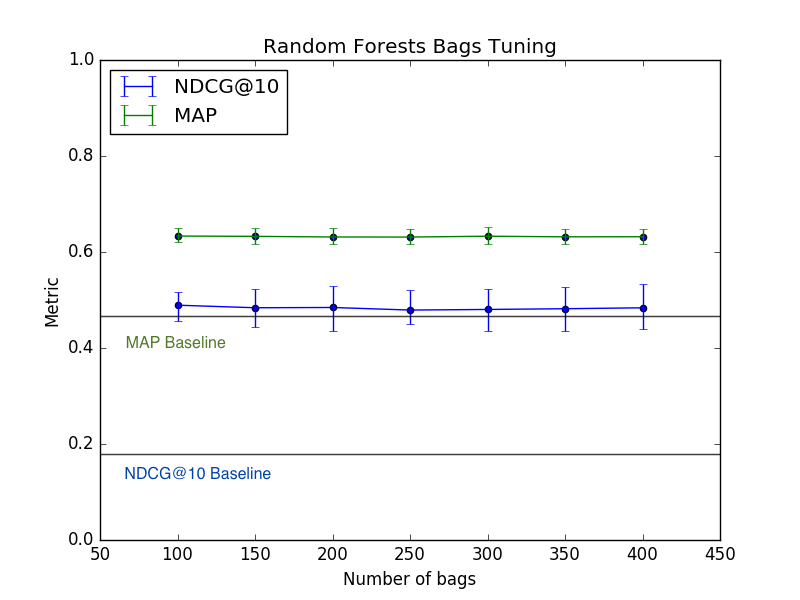 Random Forests Bags Tuning
NDCG@10
MAP
1.0
0.8
0.6
0.4
0.2
0.0
Metric
MAP Baseline
NDCG@10 Baseline
50 100 150 200 250 300 350 400 450
Number of bags